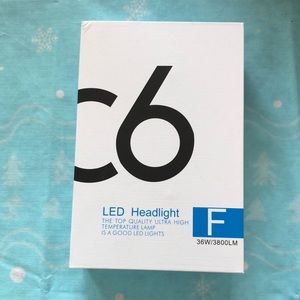 C6
LED Headlight
THE TOP QUALITY ULTRA HIGH
TEMPERATURE LAMP
IS A GOOD LED LIGHTS
F
36W/3800LM